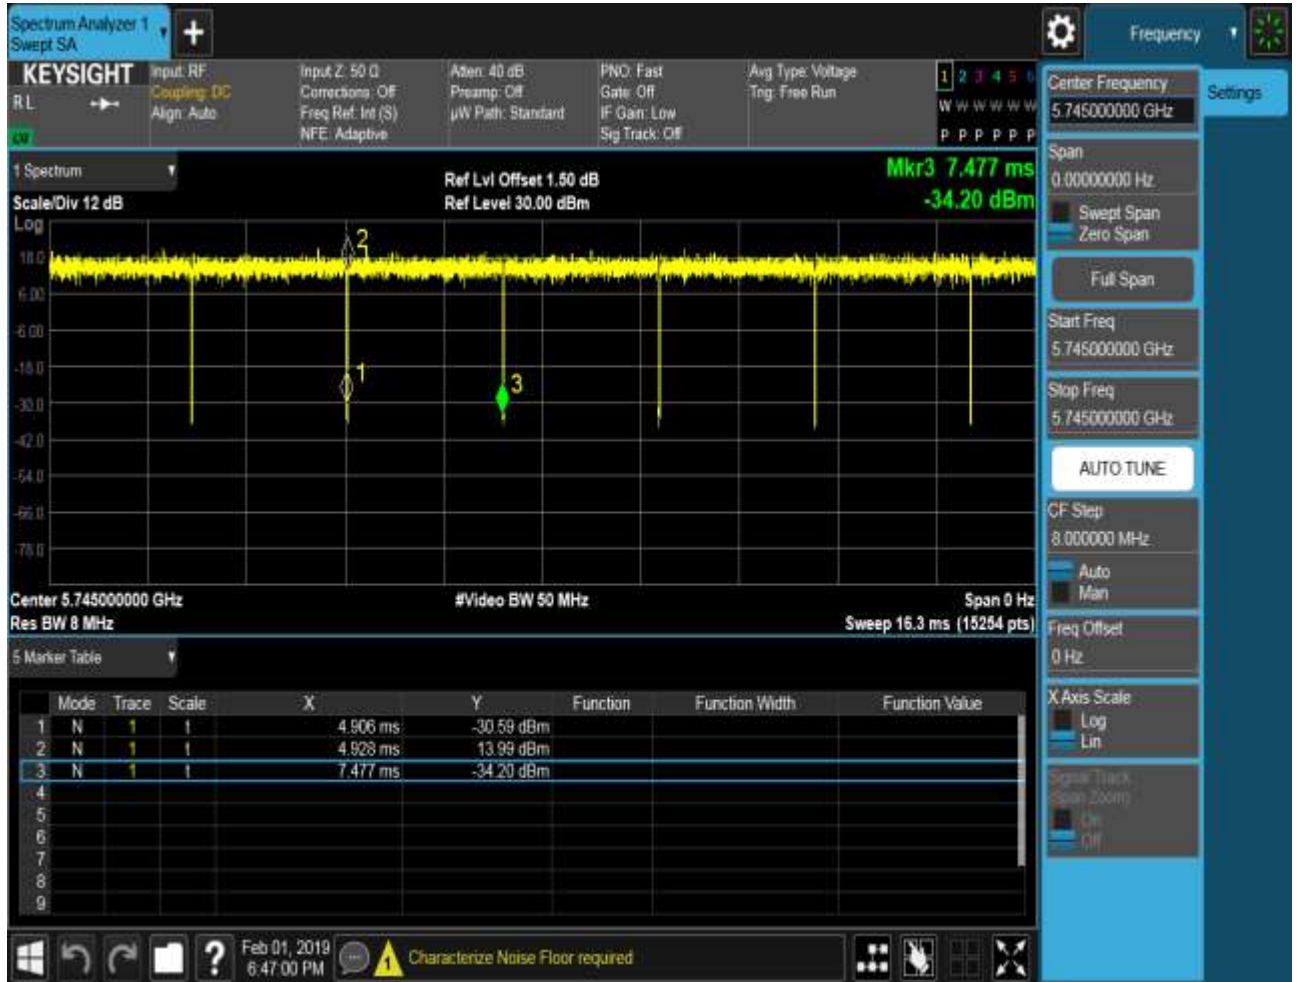 Spectrum Analyzer 1
Swept SA
+
Frequency
KEYSIGHT
RL
Input: RF
Coupling: DC
Align: Auto
Input Z: 50 Ω
Corrections: Off
Freq Ref: Int (S)
NFE: Adaptive
Atten: 40 dB
Preamp: Off
µW Path: Standard
PNO: Fast
Gate: Off
IF Gain: Low
Sig Track: Off
Avg Type: Voltage
Trig: Free Run
1 2 3 4 5 6
W W W W W W
P P P P P P
1 Spectrum
Scale/Div 12 dB
Ref Lvl Offset 1.50 dB
Ref Level 30.00 dBm
Mkr3 7.477 ms
-34.20 dBm
Log
18.0
6.00
-6.00
-18.0
-30.0
-42.0
-54.0
-66.0
-78.0
2
1
3
Center 5.745000000 GHz
#Video BW 50 MHz
Span 0 Hz
Res BW 8 MHz
Sweep 16.3 ms (15254 pts)
5 Marker Table
Mode Trace Scale X Y Function Function Width Function Value
1 N 1 t 4.906 ms -30.59 dBm
2 N 1 t 4.928 ms 13.99 dBm
3 N 1 t 7.477 ms -34.20 dBm
4
5
6
7
8
9
Feb 01, 2019
6:47:00 PM
?
1
Characterize Noise Floor required
Center Frequency
5.745000000 GHz
Settings
Span
0.00000000 Hz
Swept Span
Zero Span
Full Span
Start Freq
5.745000000 GHz
Stop Freq
5.745000000 GHz
AUTO TUNE
CF Step
8.000000 MHz
Auto
Man
Freq Offset
0 Hz
X Axis Scale
Log
Lin
Signal Track
(Span Zoom)
On
Off